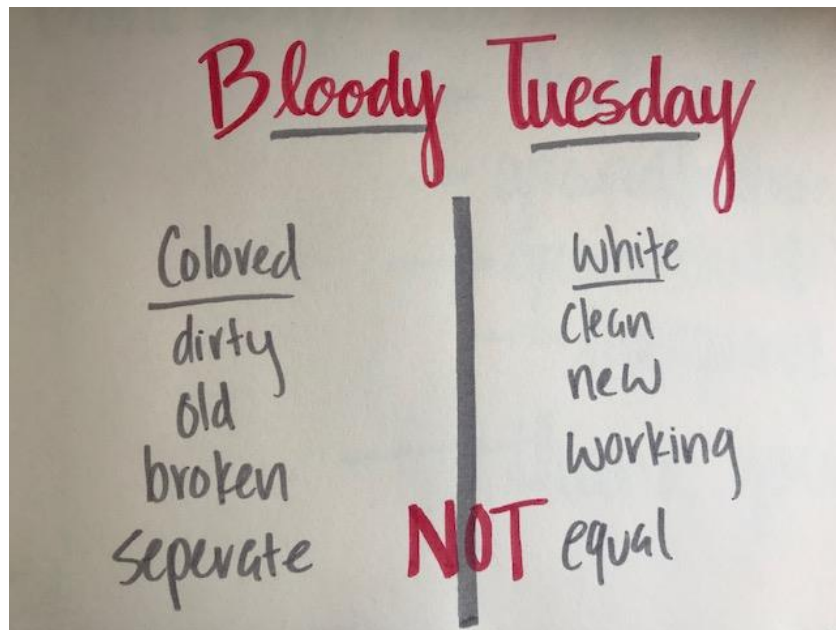 Bloody Tuesday
Colored white
dirty clean
old new
broken working
seperate NOT equal